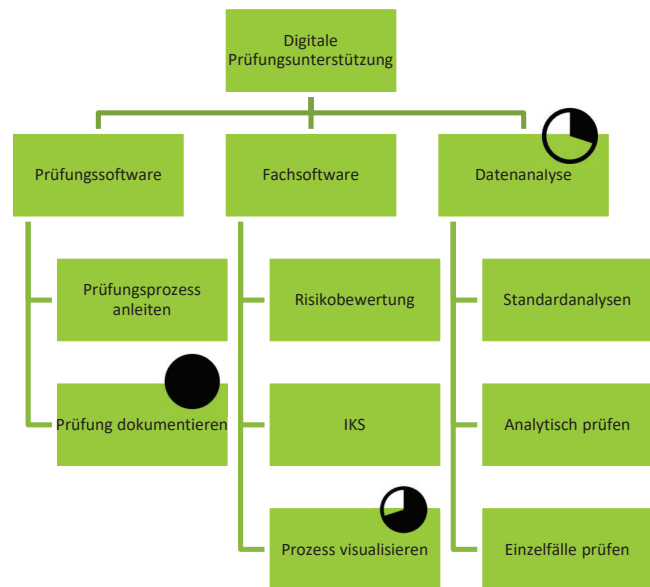 Digitale
Prüfungsunterstützung
Prüfungssoftware
Fachsoftware
Datenanalyse
Prüfungsprozess
anleiten
Risikobewertung
Standardanalysen
Prüfung dokumentieren
IKS
Analytisch prüfen
Prozess visualisieren
Einzelfälle prüfen